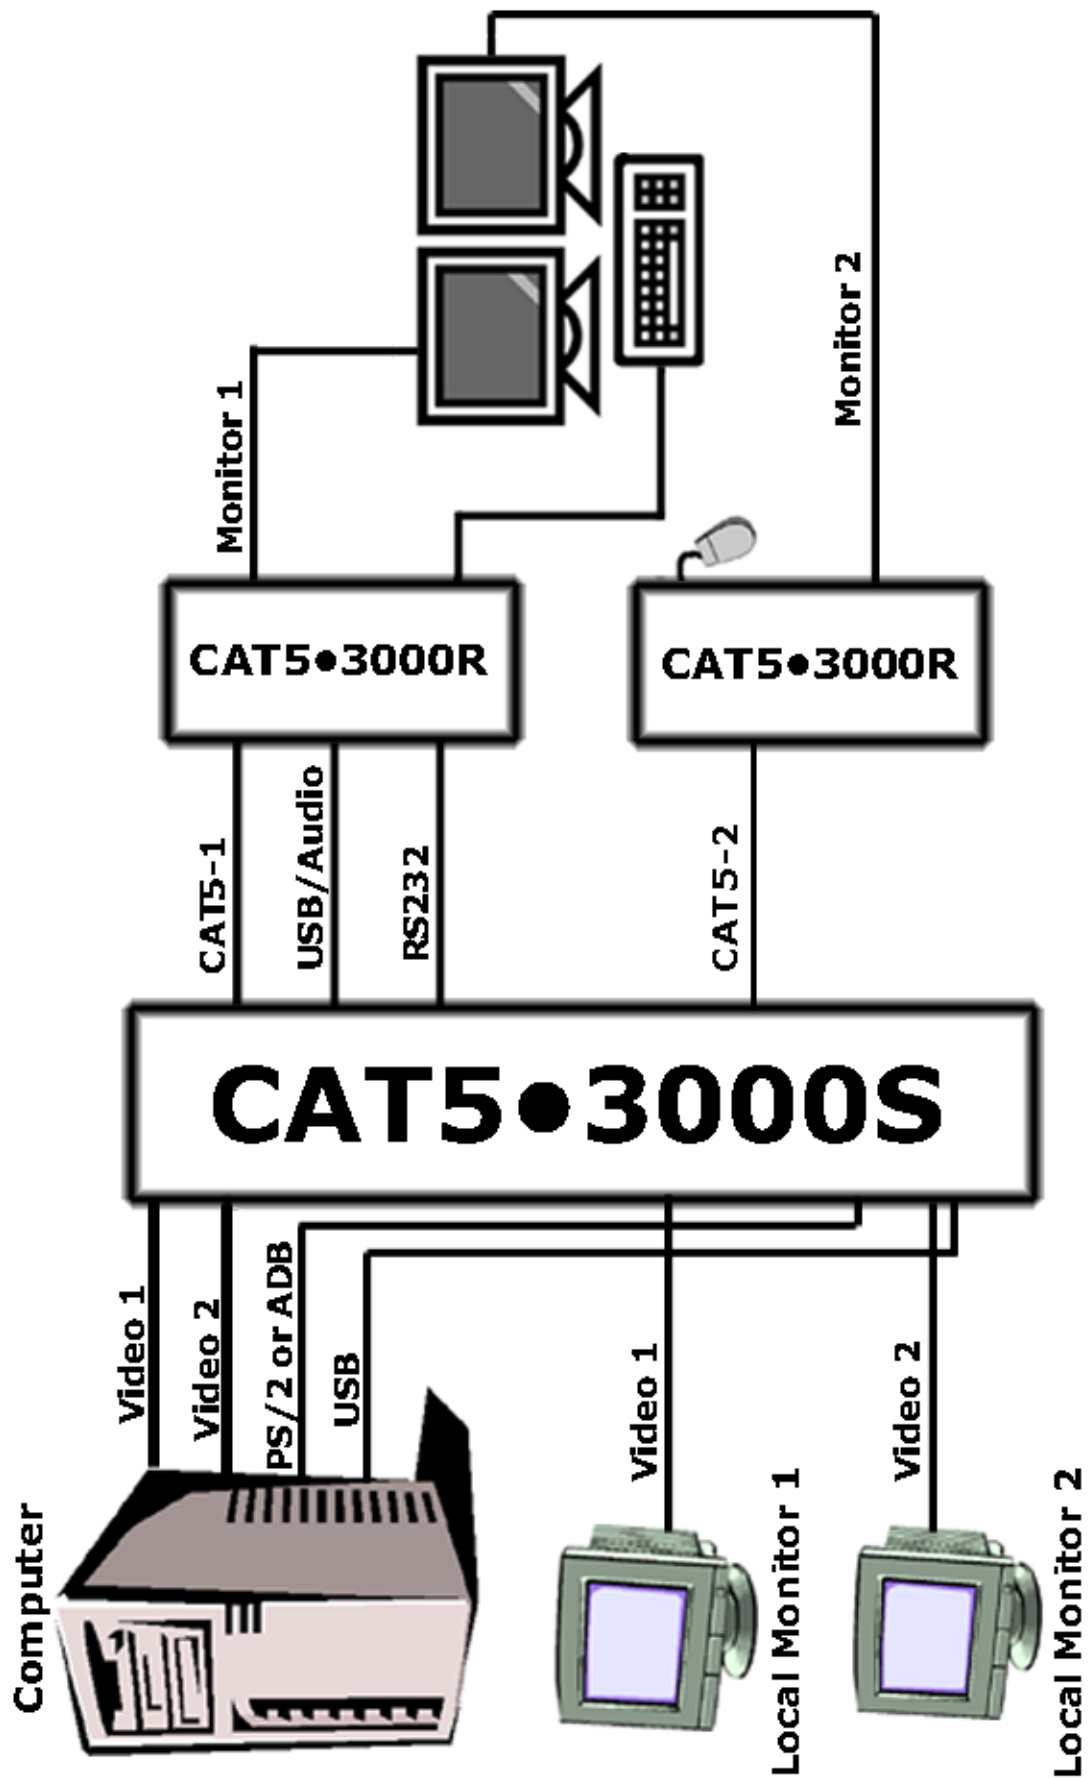 Monitor 1
Monitor 2
CAT5•3000R
CAT5•3000R
CAT5-1
USB/Audio
RS232
CAT5-2
CAT5•3000S
Video 1
Video 2
PS/2 or ADB
USB
Video 1
Video 2
Computer
Local Monitor 1
Local Monitor 2